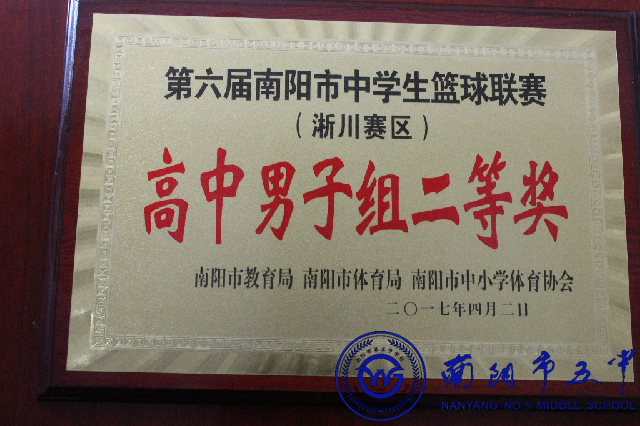 第六届南阳市中学生篮球联赛
（淅川赛区）
高中男子组二等奖
南阳市教育局 南阳市体育局 南阳市中小学体育协会
二〇一七年四月二日
南阳市五中
NANYANG NO.5 MIDDLE SCHOOL